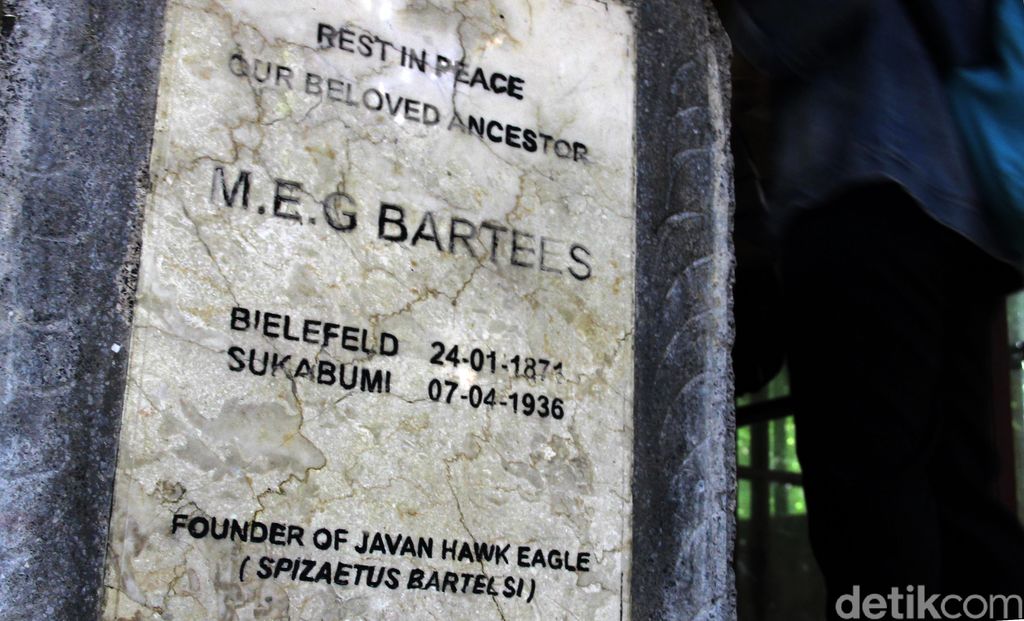 REST IN PEACE
OUR BELOVED ANCESTOR
M.E.G BARTELS
BIELEFELD 24-01-1871
SUKABUMI 07-04-1936
FOUNDER OF JAVAN HAWK EAGLE
( SPIZAETUS BARTELSI )
detikcom